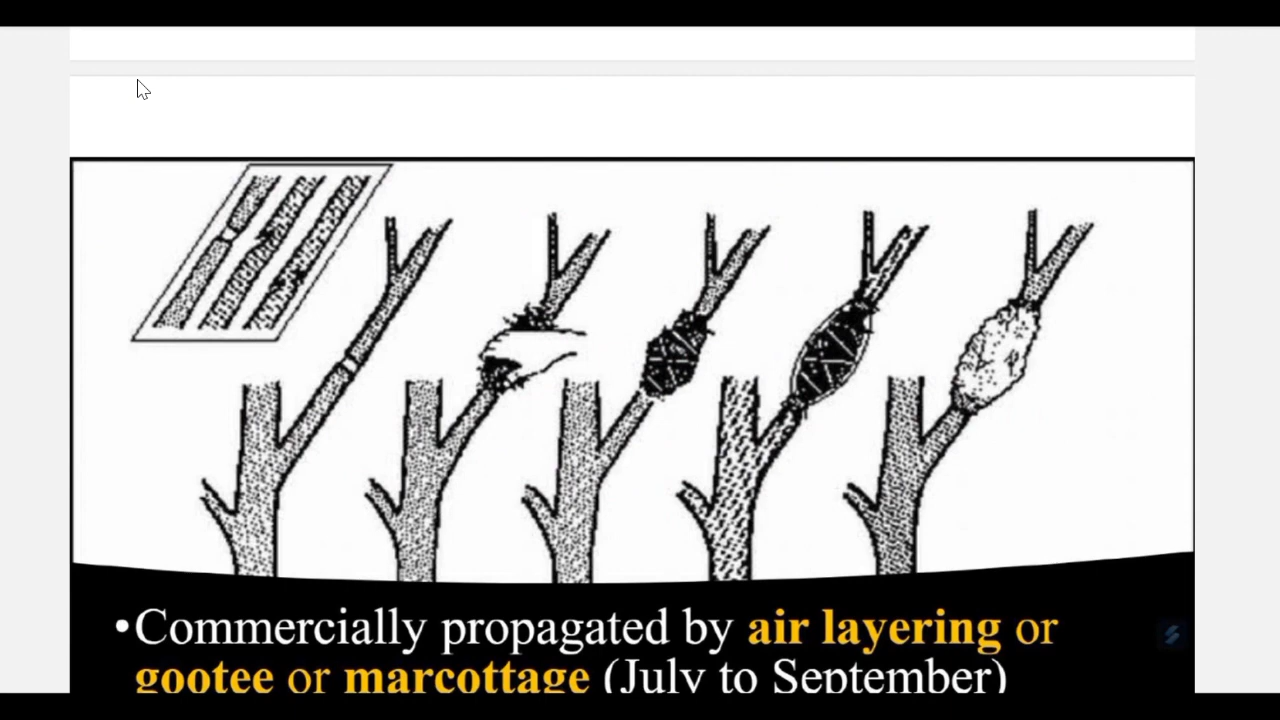 •Commercially propagated by air layering or
gootee or marcottage (July to September)